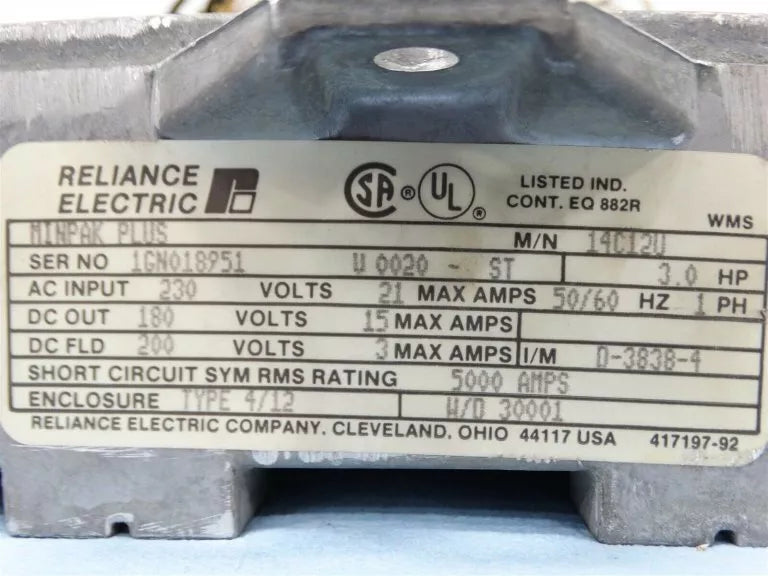 RELIANCE ELECTRIC
SA ® UL ®
LISTED IND. CONT. EQ 882R
WMS
MINPAK PLUS M/N 14C12U
SER NO 1GN018951 U 0020 - ST 3.0 HP
AC INPUT 230 VOLTS 21 MAX AMPS 50/60 HZ 1 PH
DC OUT 180 VOLTS 15 MAX AMPS
DC FLD 200 VOLTS 3 MAX AMPS I/M D-3838-4
SHORT CIRCUIT SYM RMS RATING 5000 AMPS
ENCLOSURE TYPE 4/12 W/D 30001
RELIANCE ELECTRIC COMPANY, CLEVELAND, OHIO 44117 USA 417197-92